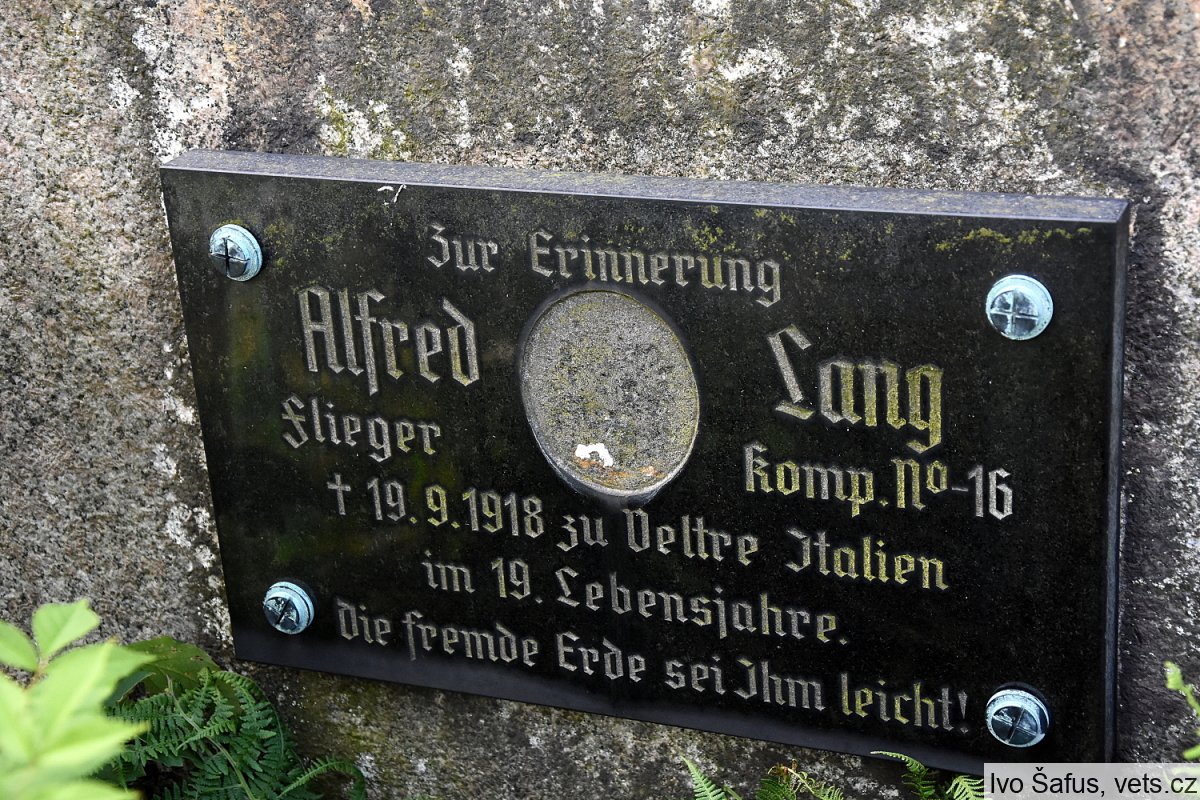 Zur Erinnerung
Alfred Lang
Flieger Komp. No-16
† 19.9.1918 zu Veltre Italien
im 19. Lebensjahre.
Die fremde Erde sei Ihm leicht!
Ivo Šafus, vets.cz